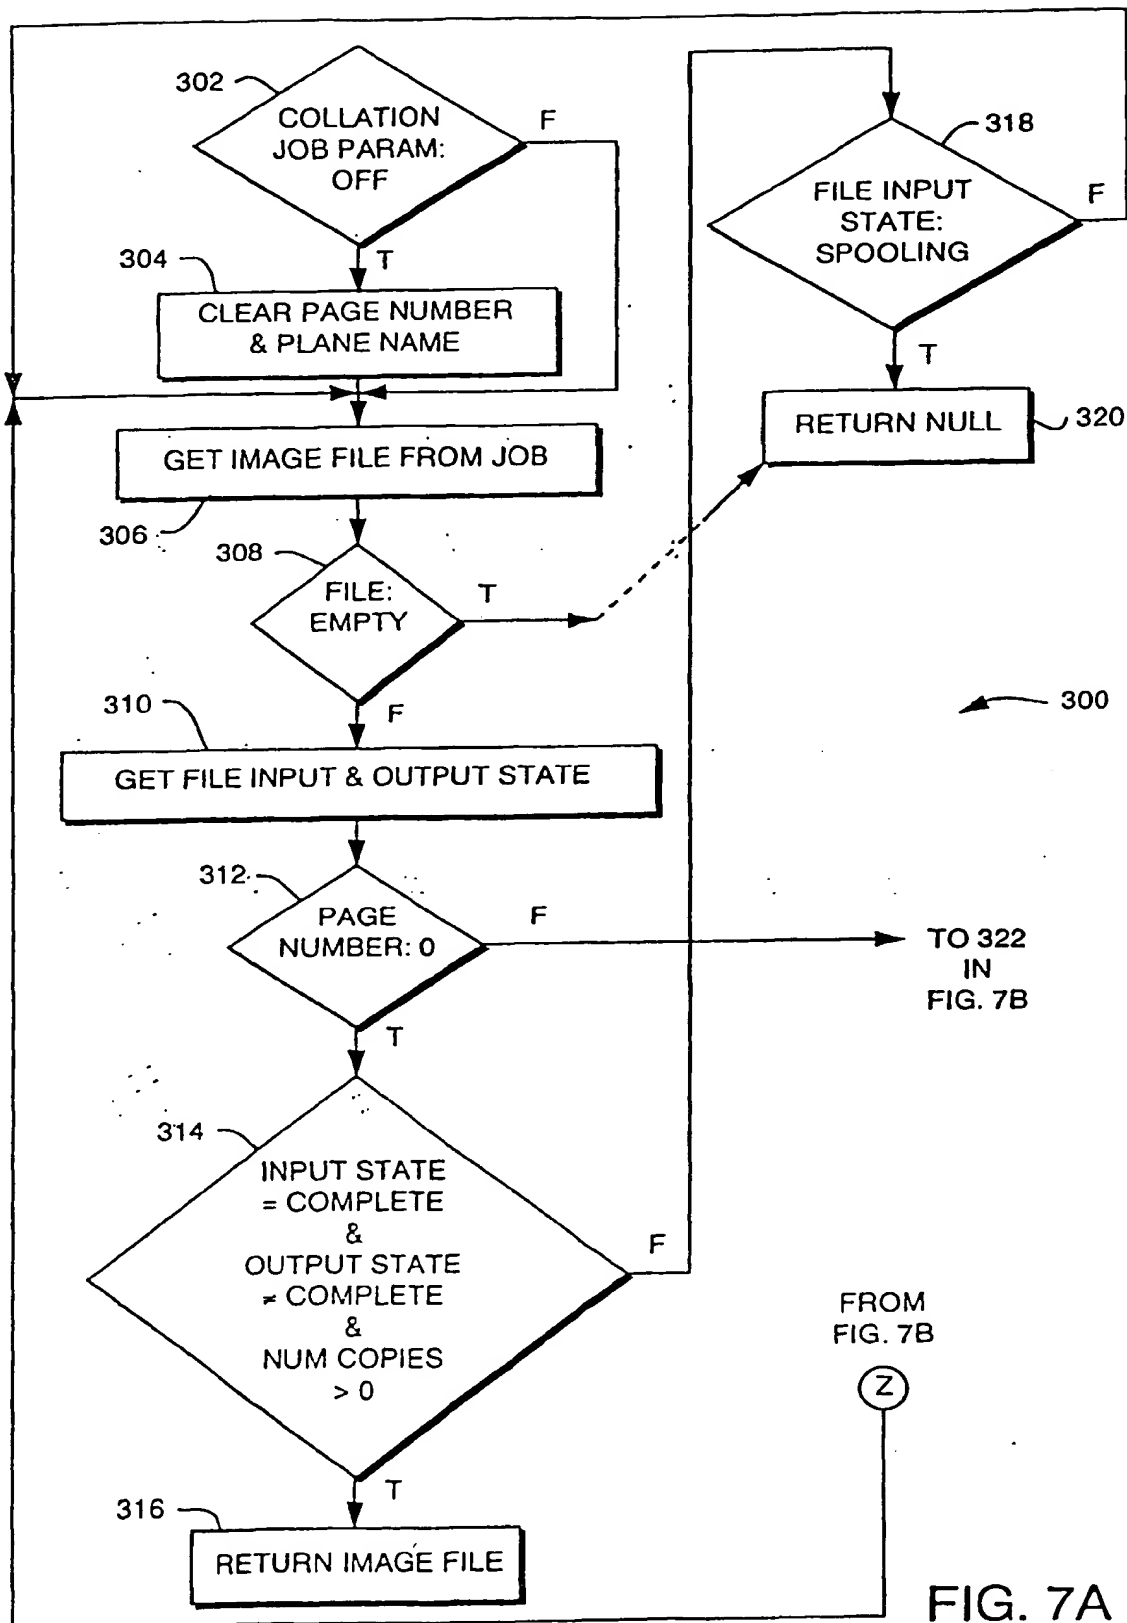 302
COLLATION
JOB PARAM:
OFF
F
T
304
CLEAR PAGE NUMBER
& PLANE NAME
GET IMAGE FILE FROM JOB
306
308
FILE:
EMPTY
T
F
310
GET FILE INPUT & OUTPUT STATE
312
PAGE
NUMBER: 0
F
T
TO 322
IN
FIG. 7B
314
INPUT STATE
= COMPLETE
&
OUTPUT STATE
≠ COMPLETE
&
NUM COPIES
> 0
F
T
316
RETURN IMAGE FILE
318
FILE INPUT
STATE:
SPOOLING
F
T
RETURN NULL
320
300
FROM
FIG. 7B
Z
FIG. 7A